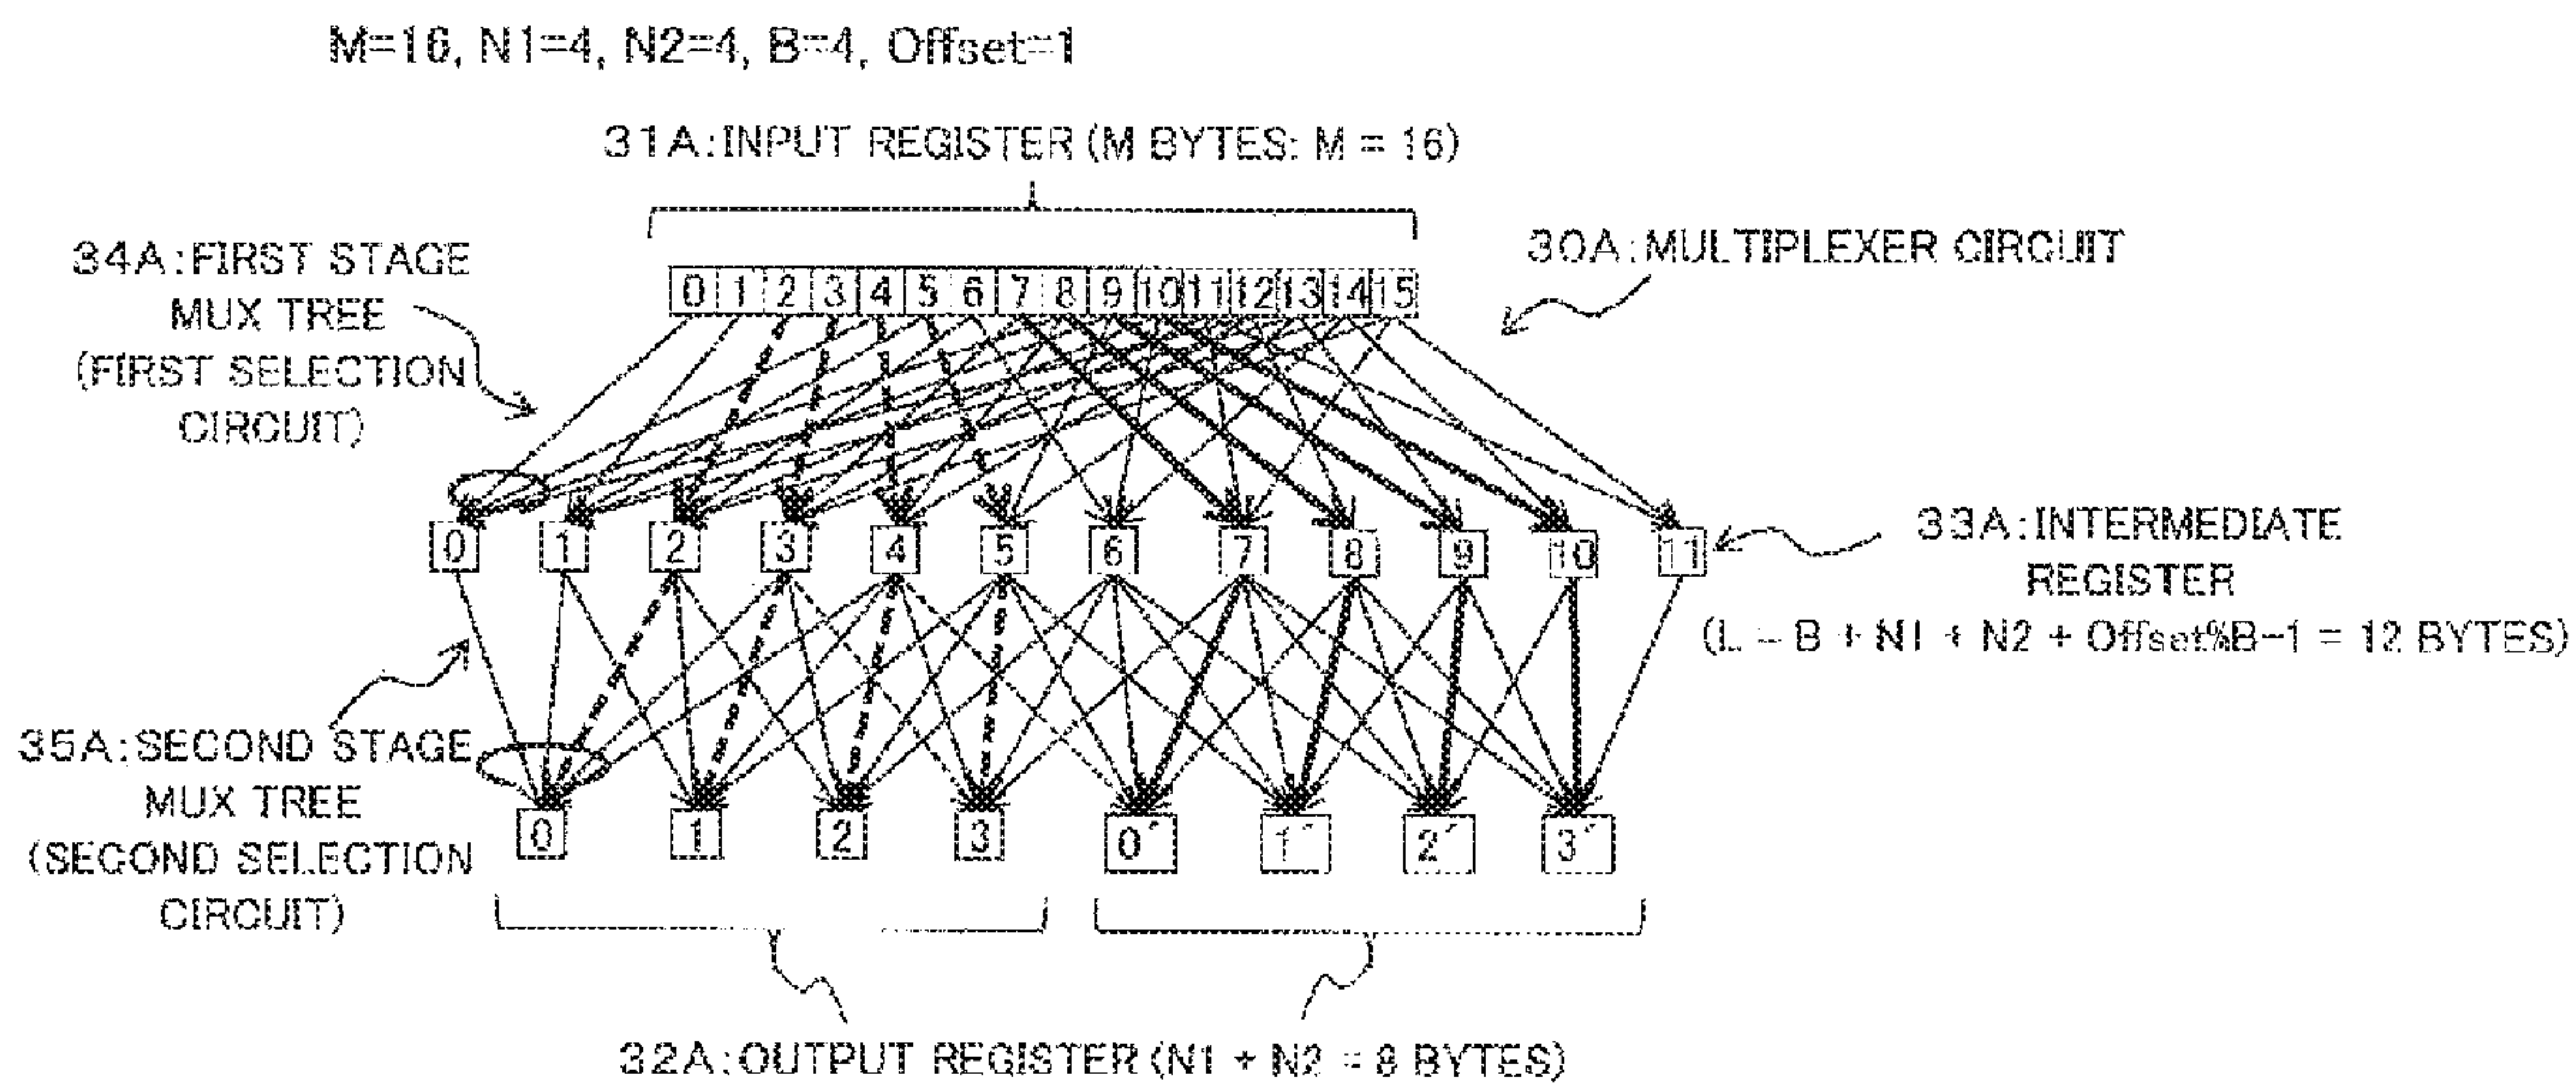 M=16, N1=4, N2=4, B=4, Offset=1
31A:INPUT REGISTER (M BYTES: M = 16)
34A:FIRST STAGE
MUX TREE
(FIRST SELECTION
CIRCUIT)
30A:MULTIPLEXER CIRCUIT
0 1 2 3 4 5 6 7 8 9 10 11 12 13 14 15
0 1 2 3 4 5 6 7 8 9 10 11
33A:INTERMEDIATE
REGISTER
(L = B + N1 + N2 + Offset%B-1 = 12 BYTES)
35A:SECOND STAGE
MUX TREE
(SECOND SELECTION
CIRCUIT)
0 1 2 3 0´ 1´ 2´ 3´
32A:OUTPUT REGISTER (N1 + N2 = 8 BYTES)